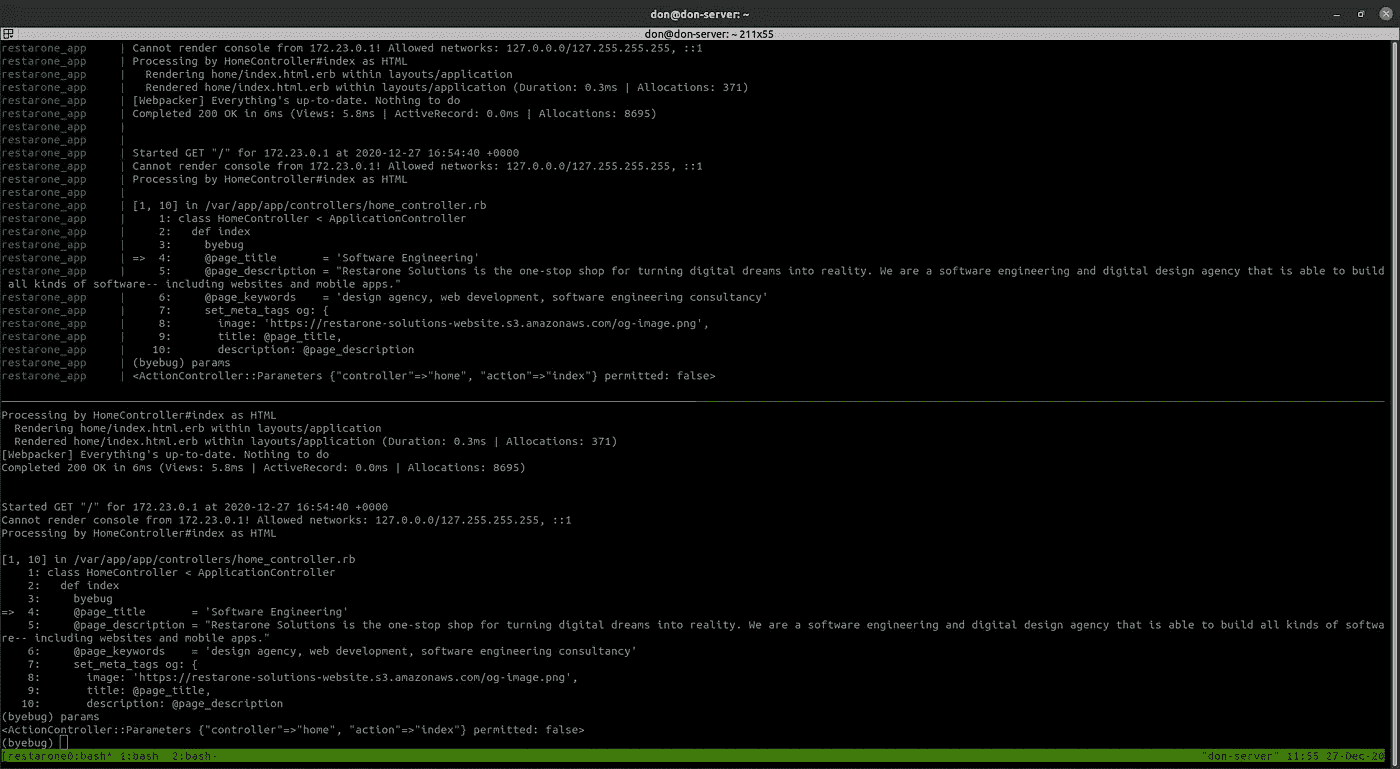 don@don-server: ~
don@don-server: ~ 211x55
restarone_app     | Cannot render console from 172.23.0.1! Allowed networks: 127.0.0.0/127.255.255.255, ::1
restarone_app     | Processing by HomeController#index as HTML
restarone_app     |   Rendering home/index.html.erb within layouts/application
restarone_app     |   Rendered home/index.html.erb within layouts/application (Duration: 0.3ms | Allocations: 371)
restarone_app     | [Webpacker] Everything's up-to-date. Nothing to do
restarone_app     | Completed 200 OK in 6ms (Views: 5.8ms | ActiveRecord: 0.0ms | Allocations: 8695)
restarone_app     |
restarone_app     |
restarone_app     | Started GET "/" for 172.23.0.1 at 2020-12-27 16:54:40 +0000
restarone_app     | Cannot render console from 172.23.0.1! Allowed networks: 127.0.0.0/127.255.255.255, ::1
restarone_app     | Processing by HomeController#index as HTML
restarone_app     |
restarone_app     | [1, 10] in /var/app/app/controllers/home_controller.rb
restarone_app     |     1: class HomeController < ApplicationController
restarone_app     |     2:   def index
restarone_app     |     3:     byebug
restarone_app     | =>  4:     @page_title       = 'Software Engineering'
restarone_app     |     5:     @page_description = "Restarone Solutions is the one-stop shop for turning digital dreams into reality. We are a software engineering and digital design agency that is able to build
 all kinds of software-- including websites and mobile apps."
restarone_app     |     6:     @page_keywords    = 'design agency, web development, software engineering consultancy'
restarone_app     |     7:     set_meta_tags og: {
restarone_app     |     8:       image: 'https://restarone-solutions-website.s3.amazonaws.com/og-image.png',
restarone_app     |     9:       title: @page_title,
restarone_app     |    10:       description: @page_description
restarone_app     | (byebug) params
restarone_app     | <ActionController::Parameters {"controller"=>"home", "action"=>"index"} permitted: false>
Processing by HomeController#index as HTML
  Rendering home/index.html.erb within layouts/application
  Rendered home/index.html.erb within layouts/application (Duration: 0.3ms | Allocations: 371)
[Webpacker] Everything's up-to-date. Nothing to do
Completed 200 OK in 6ms (Views: 5.8ms | ActiveRecord: 0.0ms | Allocations: 8695)
Started GET "/" for 172.23.0.1 at 2020-12-27 16:54:40 +0000
Cannot render console from 172.23.0.1! Allowed networks: 127.0.0.0/127.255.255.255, ::1
Processing by HomeController#index as HTML
[1, 10] in /var/app/app/controllers/home_controller.rb
    1: class HomeController < ApplicationController
    2:   def index
    3:     byebug
=>  4:     @page_title       = 'Software Engineering'
    5:     @page_description = "Restarone Solutions is the one-stop shop for turning digital dreams into reality. We are a software engineering and digital design agency that is able to build all kinds of softwa
re-- including websites and mobile apps."
    6:     @page_keywords    = 'design agency, web development, software engineering consultancy'
    7:     set_meta_tags og: {
    8:       image: 'https://restarone-solutions-website.s3.amazonaws.com/og-image.png',
    9:       title: @page_title,
   10:       description: @page_description
(byebug) params
<ActionController::Parameters {"controller"=>"home", "action"=>"index"} permitted: false>
(byebug)
[restarone0:bash* 1:bash  2:bash- "don-server" 11:55 27-Dec-20